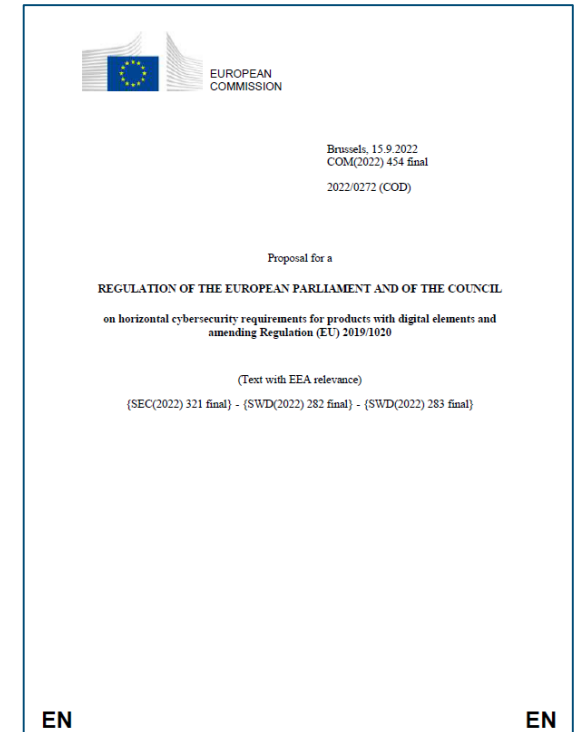 EUROPEAN
COMMISSION
Brussels, 15.9.2022
COM(2022) 454 final
2022/0272 (COD)
Proposal for a
REGULATION OF THE EUROPEAN PARLIAMENT AND OF THE COUNCIL
on horizontal cybersecurity requirements for products with digital elements and
amending Regulation (EU) 2019/1020
(Text with EEA relevance)
{SEC(2022) 321 final} - {SWD(2022) 282 final} - {SWD(2022) 283 final}
EN EN